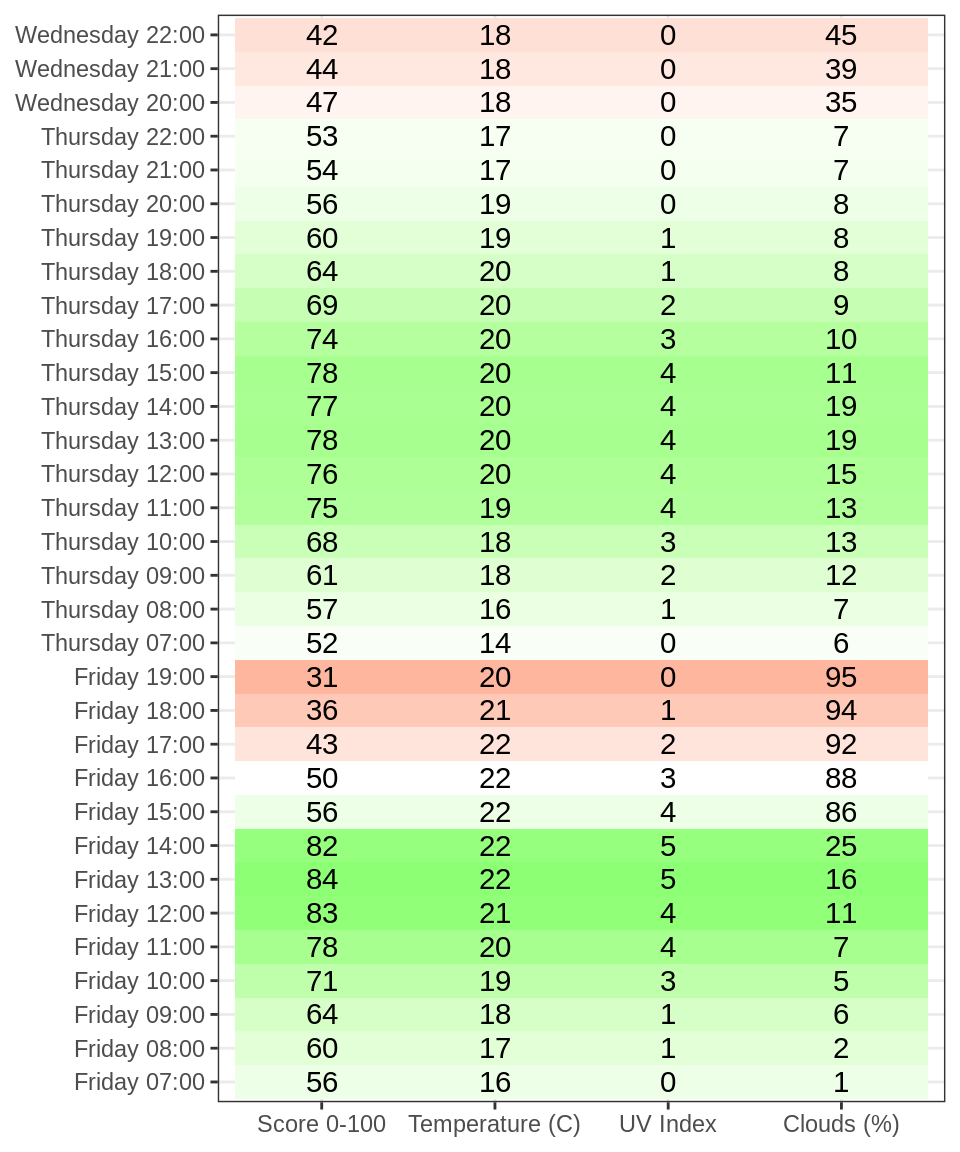 Wednesday 22:00 42 18 0 45
Wednesday 21:00 44 18 0 39
Wednesday 20:00 47 18 0 35
Thursday 22:00 53 17 0 7
Thursday 21:00 54 17 0 7
Thursday 20:00 56 19 0 8
Thursday 19:00 60 19 1 8
Thursday 18:00 64 20 1 8
Thursday 17:00 69 20 2 9
Thursday 16:00 74 20 3 10
Thursday 15:00 78 20 4 11
Thursday 14:00 77 20 4 19
Thursday 13:00 78 20 4 19
Thursday 12:00 76 20 4 15
Thursday 11:00 75 19 4 13
Thursday 10:00 68 18 3 13
Thursday 09:00 61 18 2 12
Thursday 08:00 57 16 1 7
Thursday 07:00 52 14 0 6
Friday 19:00 31 20 0 95
Friday 18:00 36 21 1 94
Friday 17:00 43 22 2 92
Friday 16:00 50 22 3 88
Friday 15:00 56 22 4 86
Friday 14:00 82 22 5 25
Friday 13:00 84 22 5 16
Friday 12:00 83 21 4 11
Friday 11:00 78 20 4 7
Friday 10:00 71 19 3 5
Friday 09:00 64 18 1 6
Friday 08:00 60 17 1 2
Friday 07:00 56 16 0 1
Score 0-100 Temperature (C) UV Index Clouds (%)